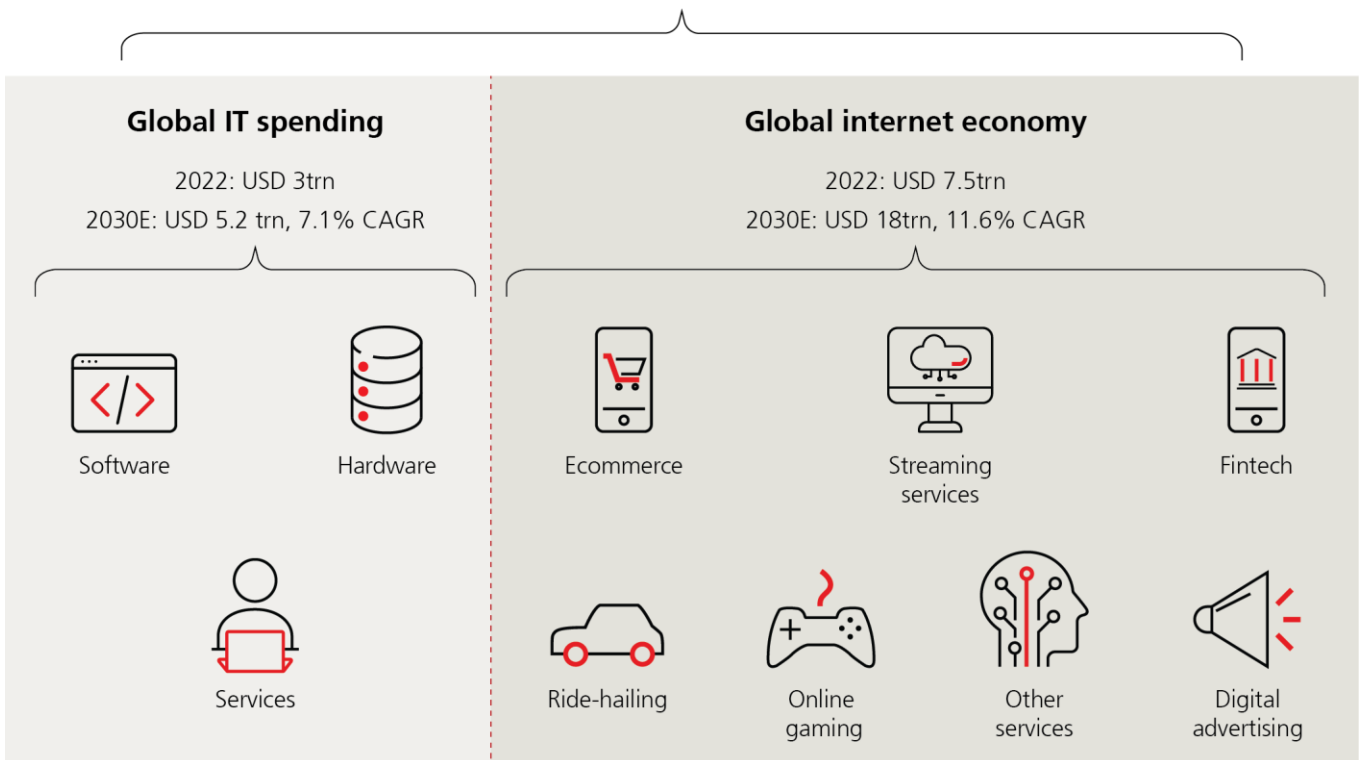 Global IT spending
2022: USD 3trn
2030E: USD 5.2 trn, 7.1% CAGR
Software
Hardware
Services
Global internet economy
2022: USD 7.5trn
2030E: USD 18trn, 11.6% CAGR
Ecommerce
Streaming
services
Fintech
Ride-hailing
Online
gaming
Other
services
Digital
advertising